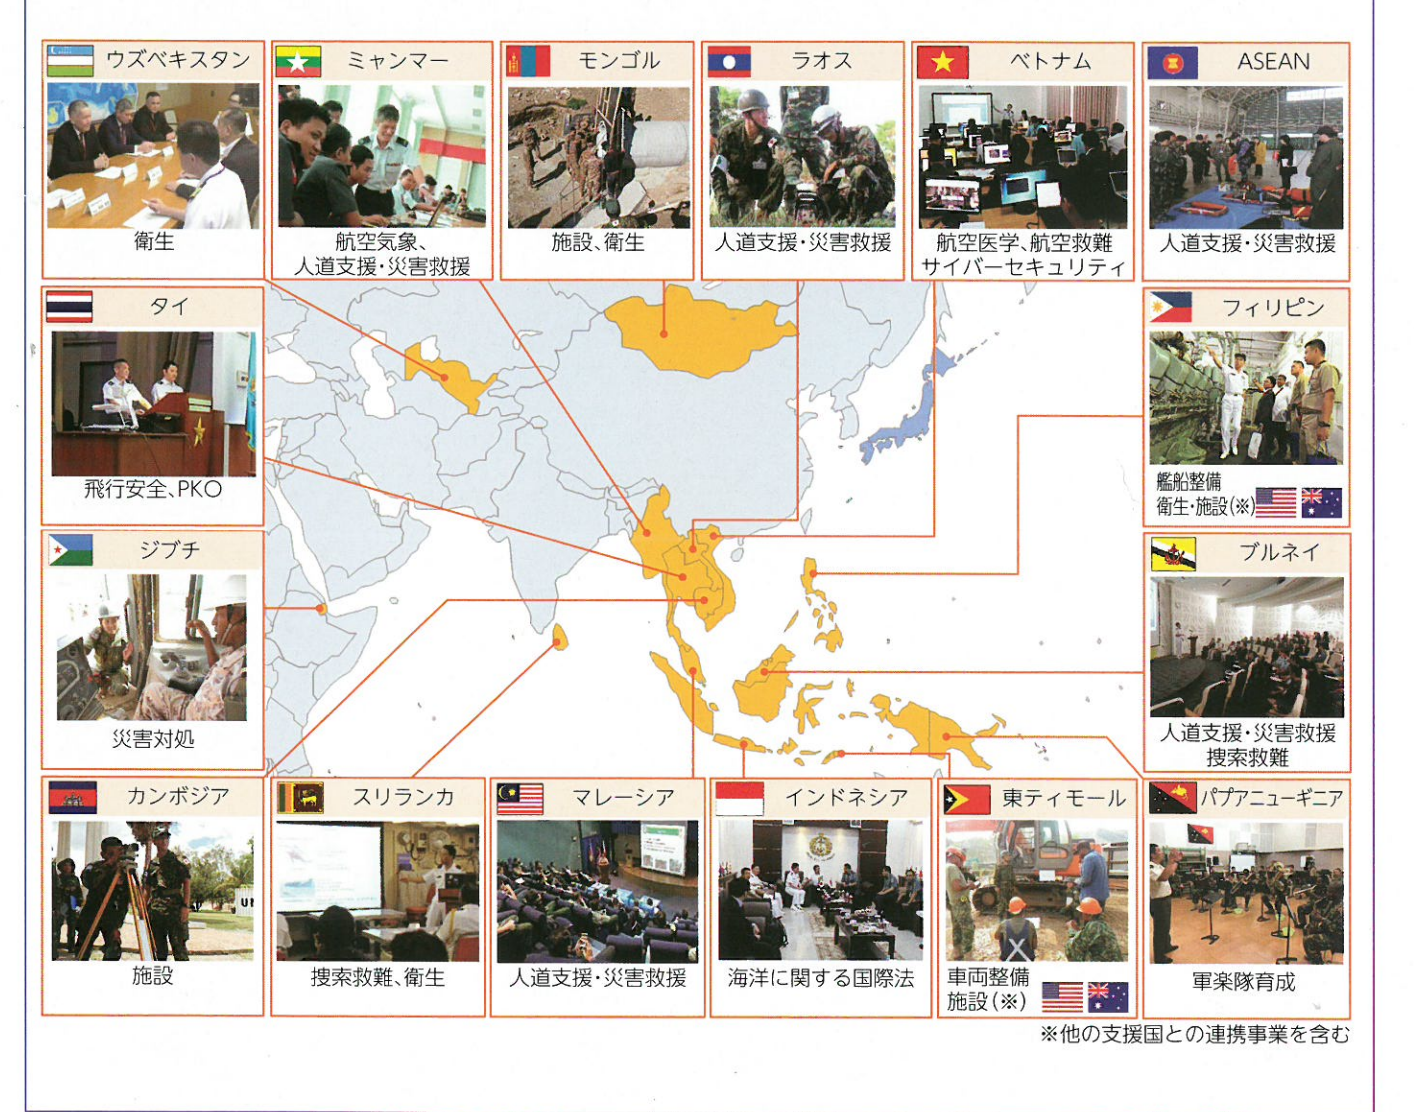 ウズベキスタン
衛生
ミャンマー
航空気象、
人道支援・災害救援
モンゴル
施設、衛生
ラオス
人道支援・災害救援
ベトナム
航空医学、航空救難
サイバーセキュリティ
ASEAN
人道支援・災害救援
タイ
飛行安全、PKO
フィリピン
艦船整備
衛生・施設(※)
ジブチ
災害対処
ブルネイ
人道支援・災害救援
捜索救難
カンボジア
施設
スリランカ
捜索救難、衛生
マレーシア
人道支援・災害救援
インドネシア
海洋に関する国際法
東ティモール
車両整備
施設(※)
パプアニューギニア
軍楽隊育成
※他の支援国との連携事業を含む